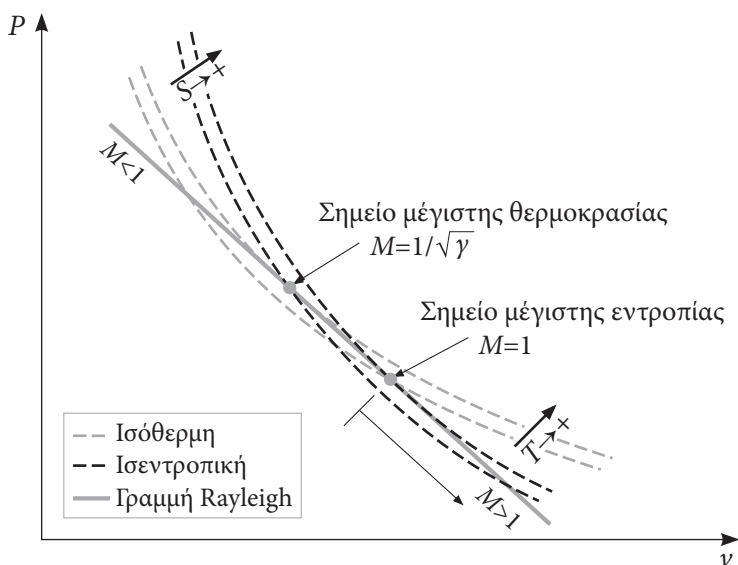 P
S→+
M<1
Σημείο μέγιστης θερμοκρασίας
M=1/√γ
Σημείο μέγιστης εντροπίας
M=1
Ισόθερμη
Ισεντροπική
Γραμμή Rayleigh
T→+
M>1
v